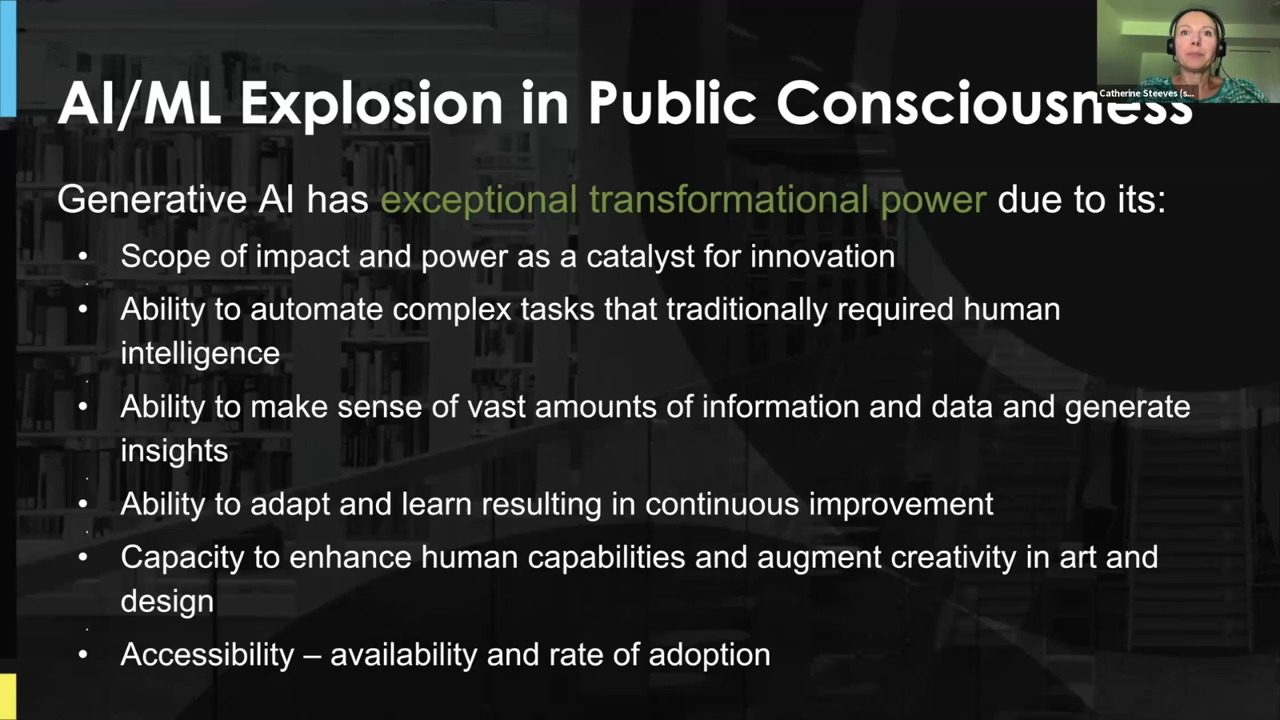 Catherine Steeves (s...
AI/ML Explosion in Public Consciousness
Generative AI has exceptional transformational power due to its:
• Scope of impact and power as a catalyst for innovation
• Ability to automate complex tasks that traditionally required human
intelligence
• Ability to make sense of vast amounts of information and data and generate
insights
• Ability to adapt and learn resulting in continuous improvement
• Capacity to enhance human capabilities and augment creativity in art and
design
• Accessibility – availability and rate of adoption